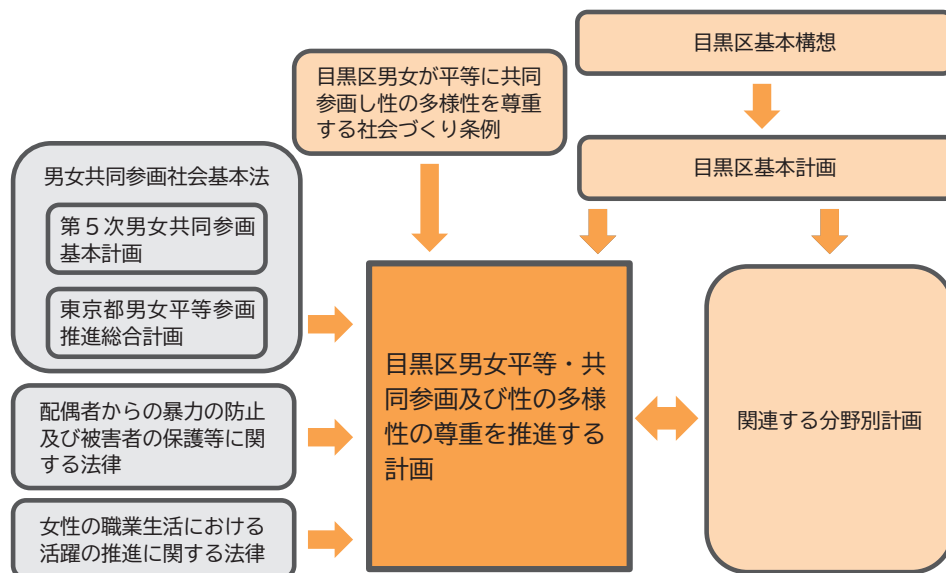 目黒区基本構想
目黒区男女が平等に共同
参画し性の多様性を尊重
する社会づくり条例
目黒区基本計画
男女共同参画社会基本法
第5次男女共同参画
基本計画
東京都男女平等参画
推進総合計画
配偶者からの暴力の防止
及び被害者の保護等に関
する法律
女性の職業生活における
活躍の推進に関する法律
目黒区男女平等・共
同参画及び性の多様
性の尊重を推進する
計画
関連する分野別計画